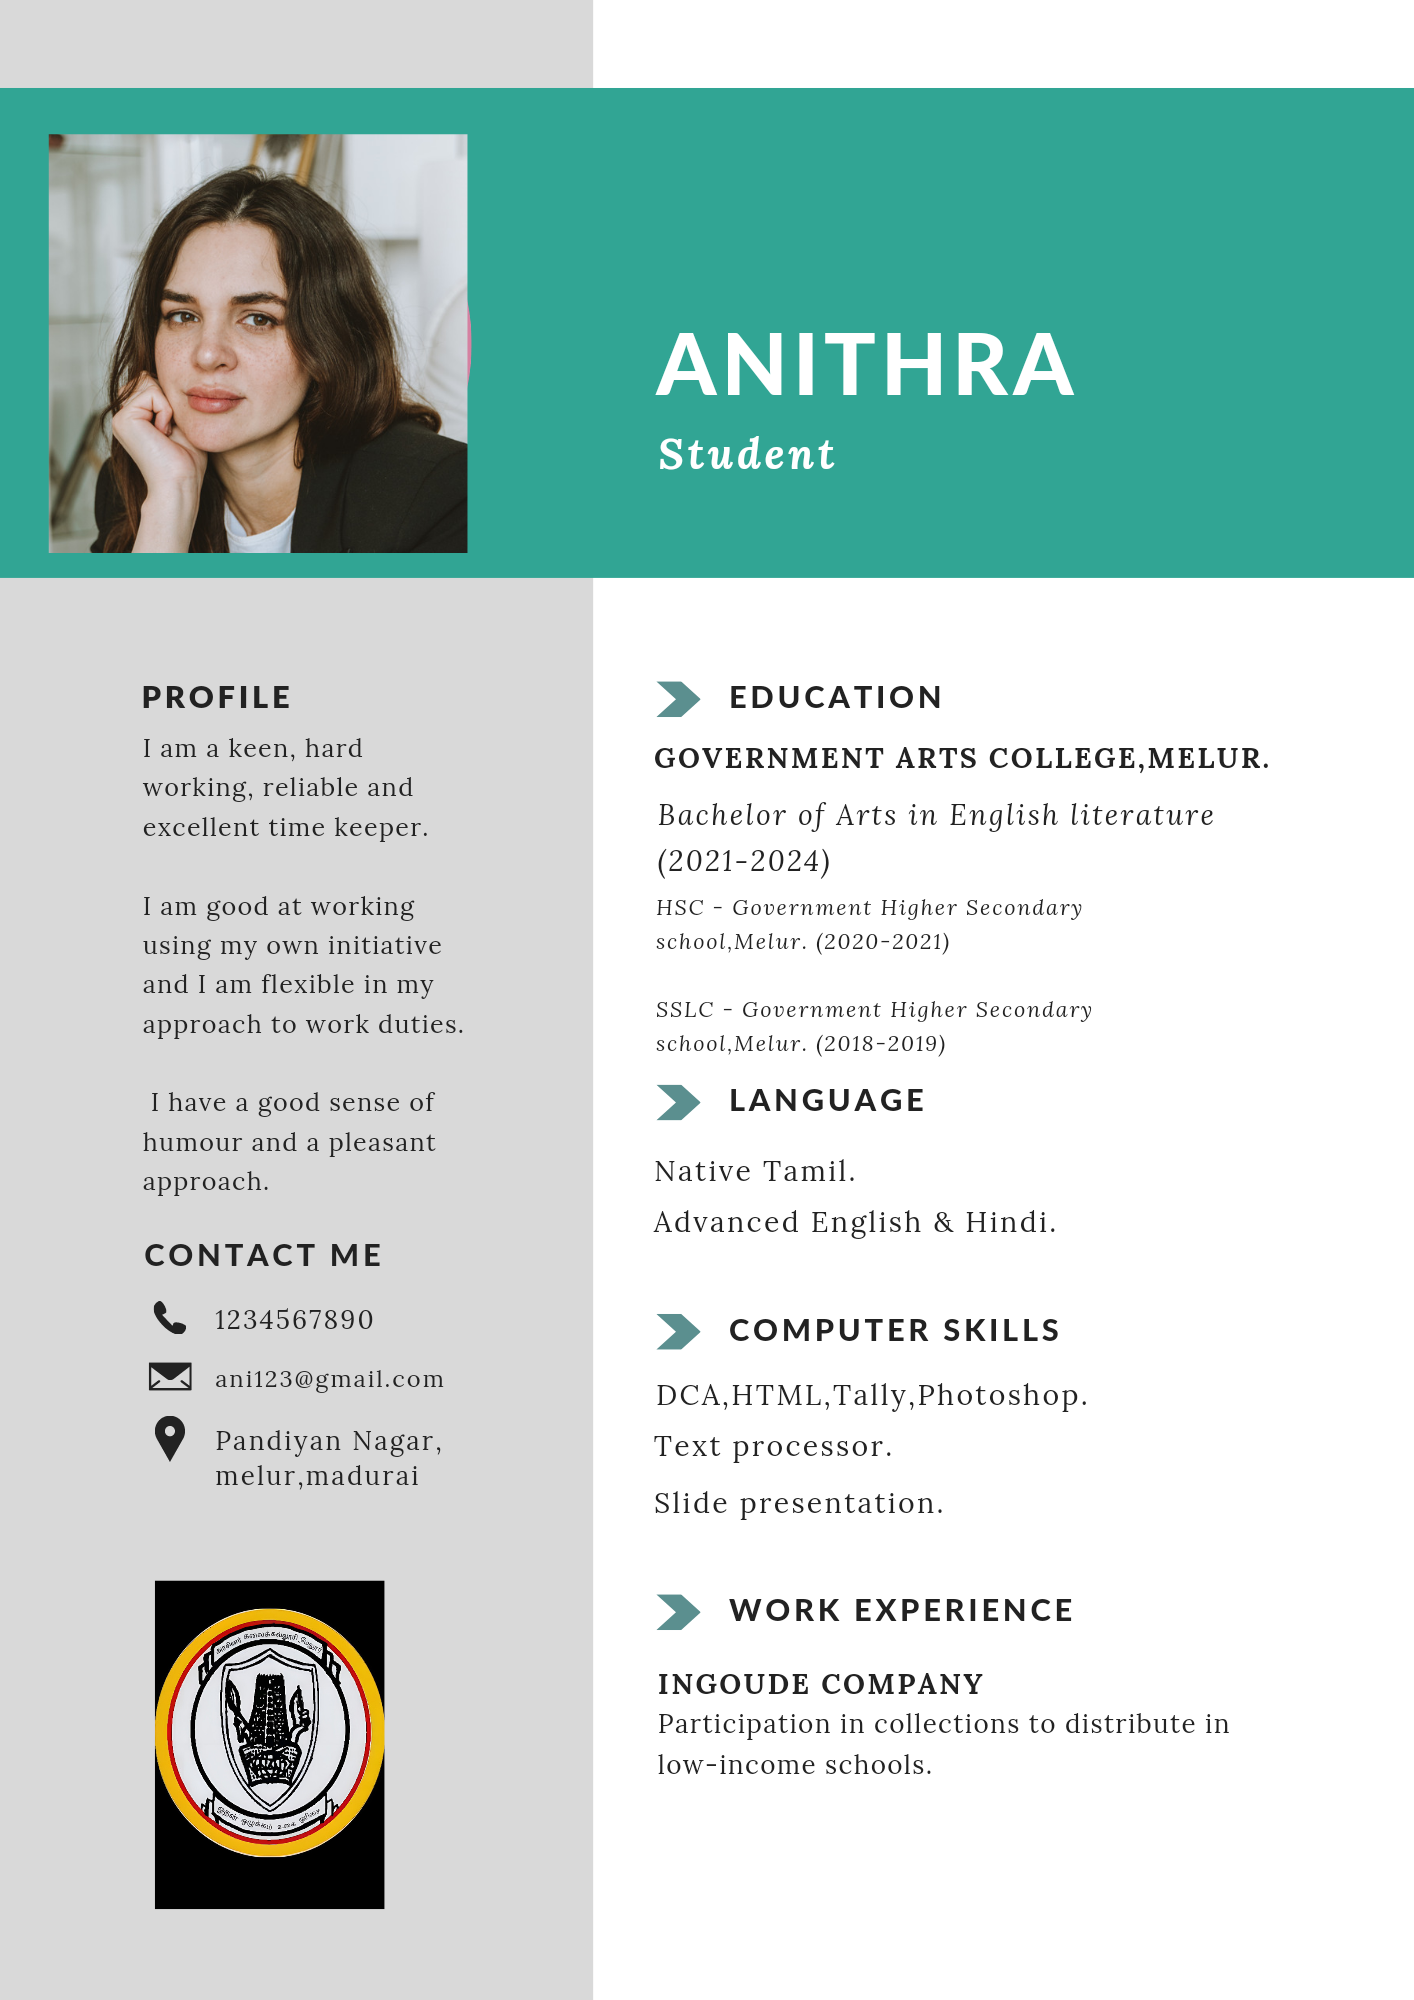 ANITHRA
Student
PROFILE
I am a keen, hard
working, reliable and
excellent time keeper.
I am good at working
using my own initiative
and I am flexible in my
approach to work duties.
I have a good sense of
humour and a pleasant
approach.
CONTACT ME
1234567890
ani123@gmail.com
Pandiyan Nagar,
melur,madurai
EDUCATION
GOVERNMENT ARTS COLLEGE,MELUR.
Bachelor of Arts in English literature
(2021-2024)
HSC - Government Higher Secondary
school,Melur. (2020-2021)
SSLC - Government Higher Secondary
school,Melur. (2018-2019)
LANGUAGE
Native Tamil.
Advanced English & Hindi.
COMPUTER SKILLS
DCA,HTML,Tally,Photoshop.
Text processor.
Slide presentation.
WORK EXPERIENCE
INGOUDE COMPANY
Participation in collections to distribute in
low-income schools.